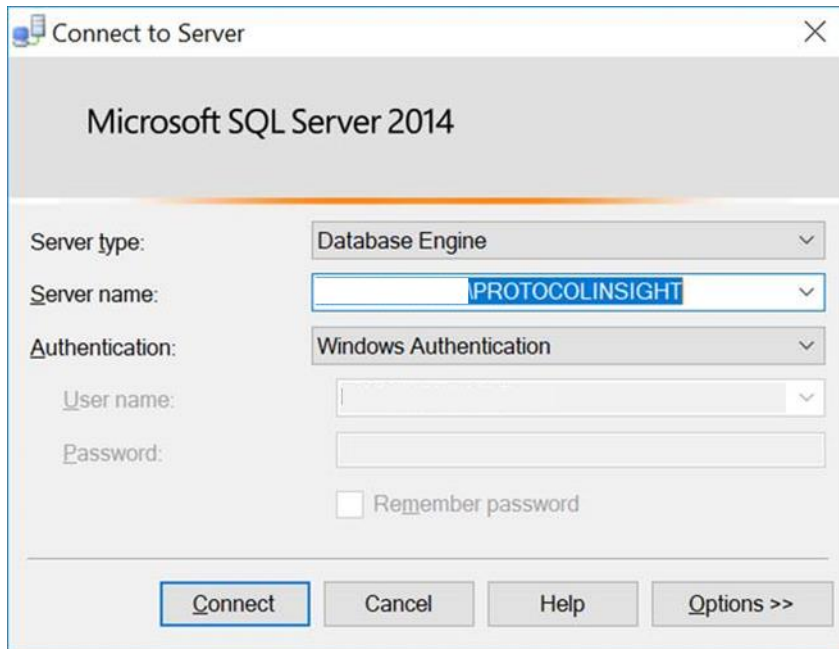 Connect to Server
Microsoft SQL Server 2014
Server type: Database Engine
Server name: \PROTOCOLINSIGHT
Authentication: Windows Authentication
User name:
Password:
Remember password
Connect Cancel Help Options >>